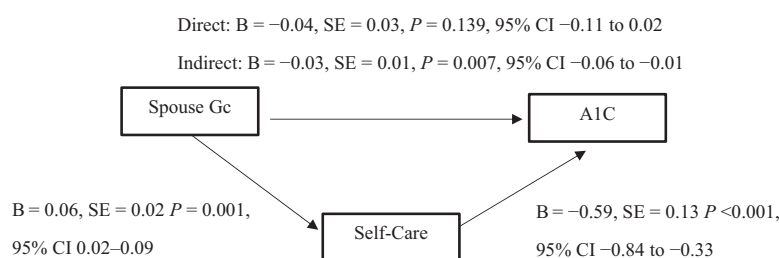 Direct: B = −0.04, SE = 0.03, P = 0.139, 95% CI −0.11 to 0.02
Indirect: B = −0.03, SE = 0.01, P = 0.007, 95% CI −0.06 to −0.01
Spouse Gc
A1C
B = 0.06, SE = 0.02 P = 0.001,
95% CI 0.02–0.09
Self-Care
B = −0.59, SE = 0.13 P <0.001,
95% CI −0.84 to −0.33